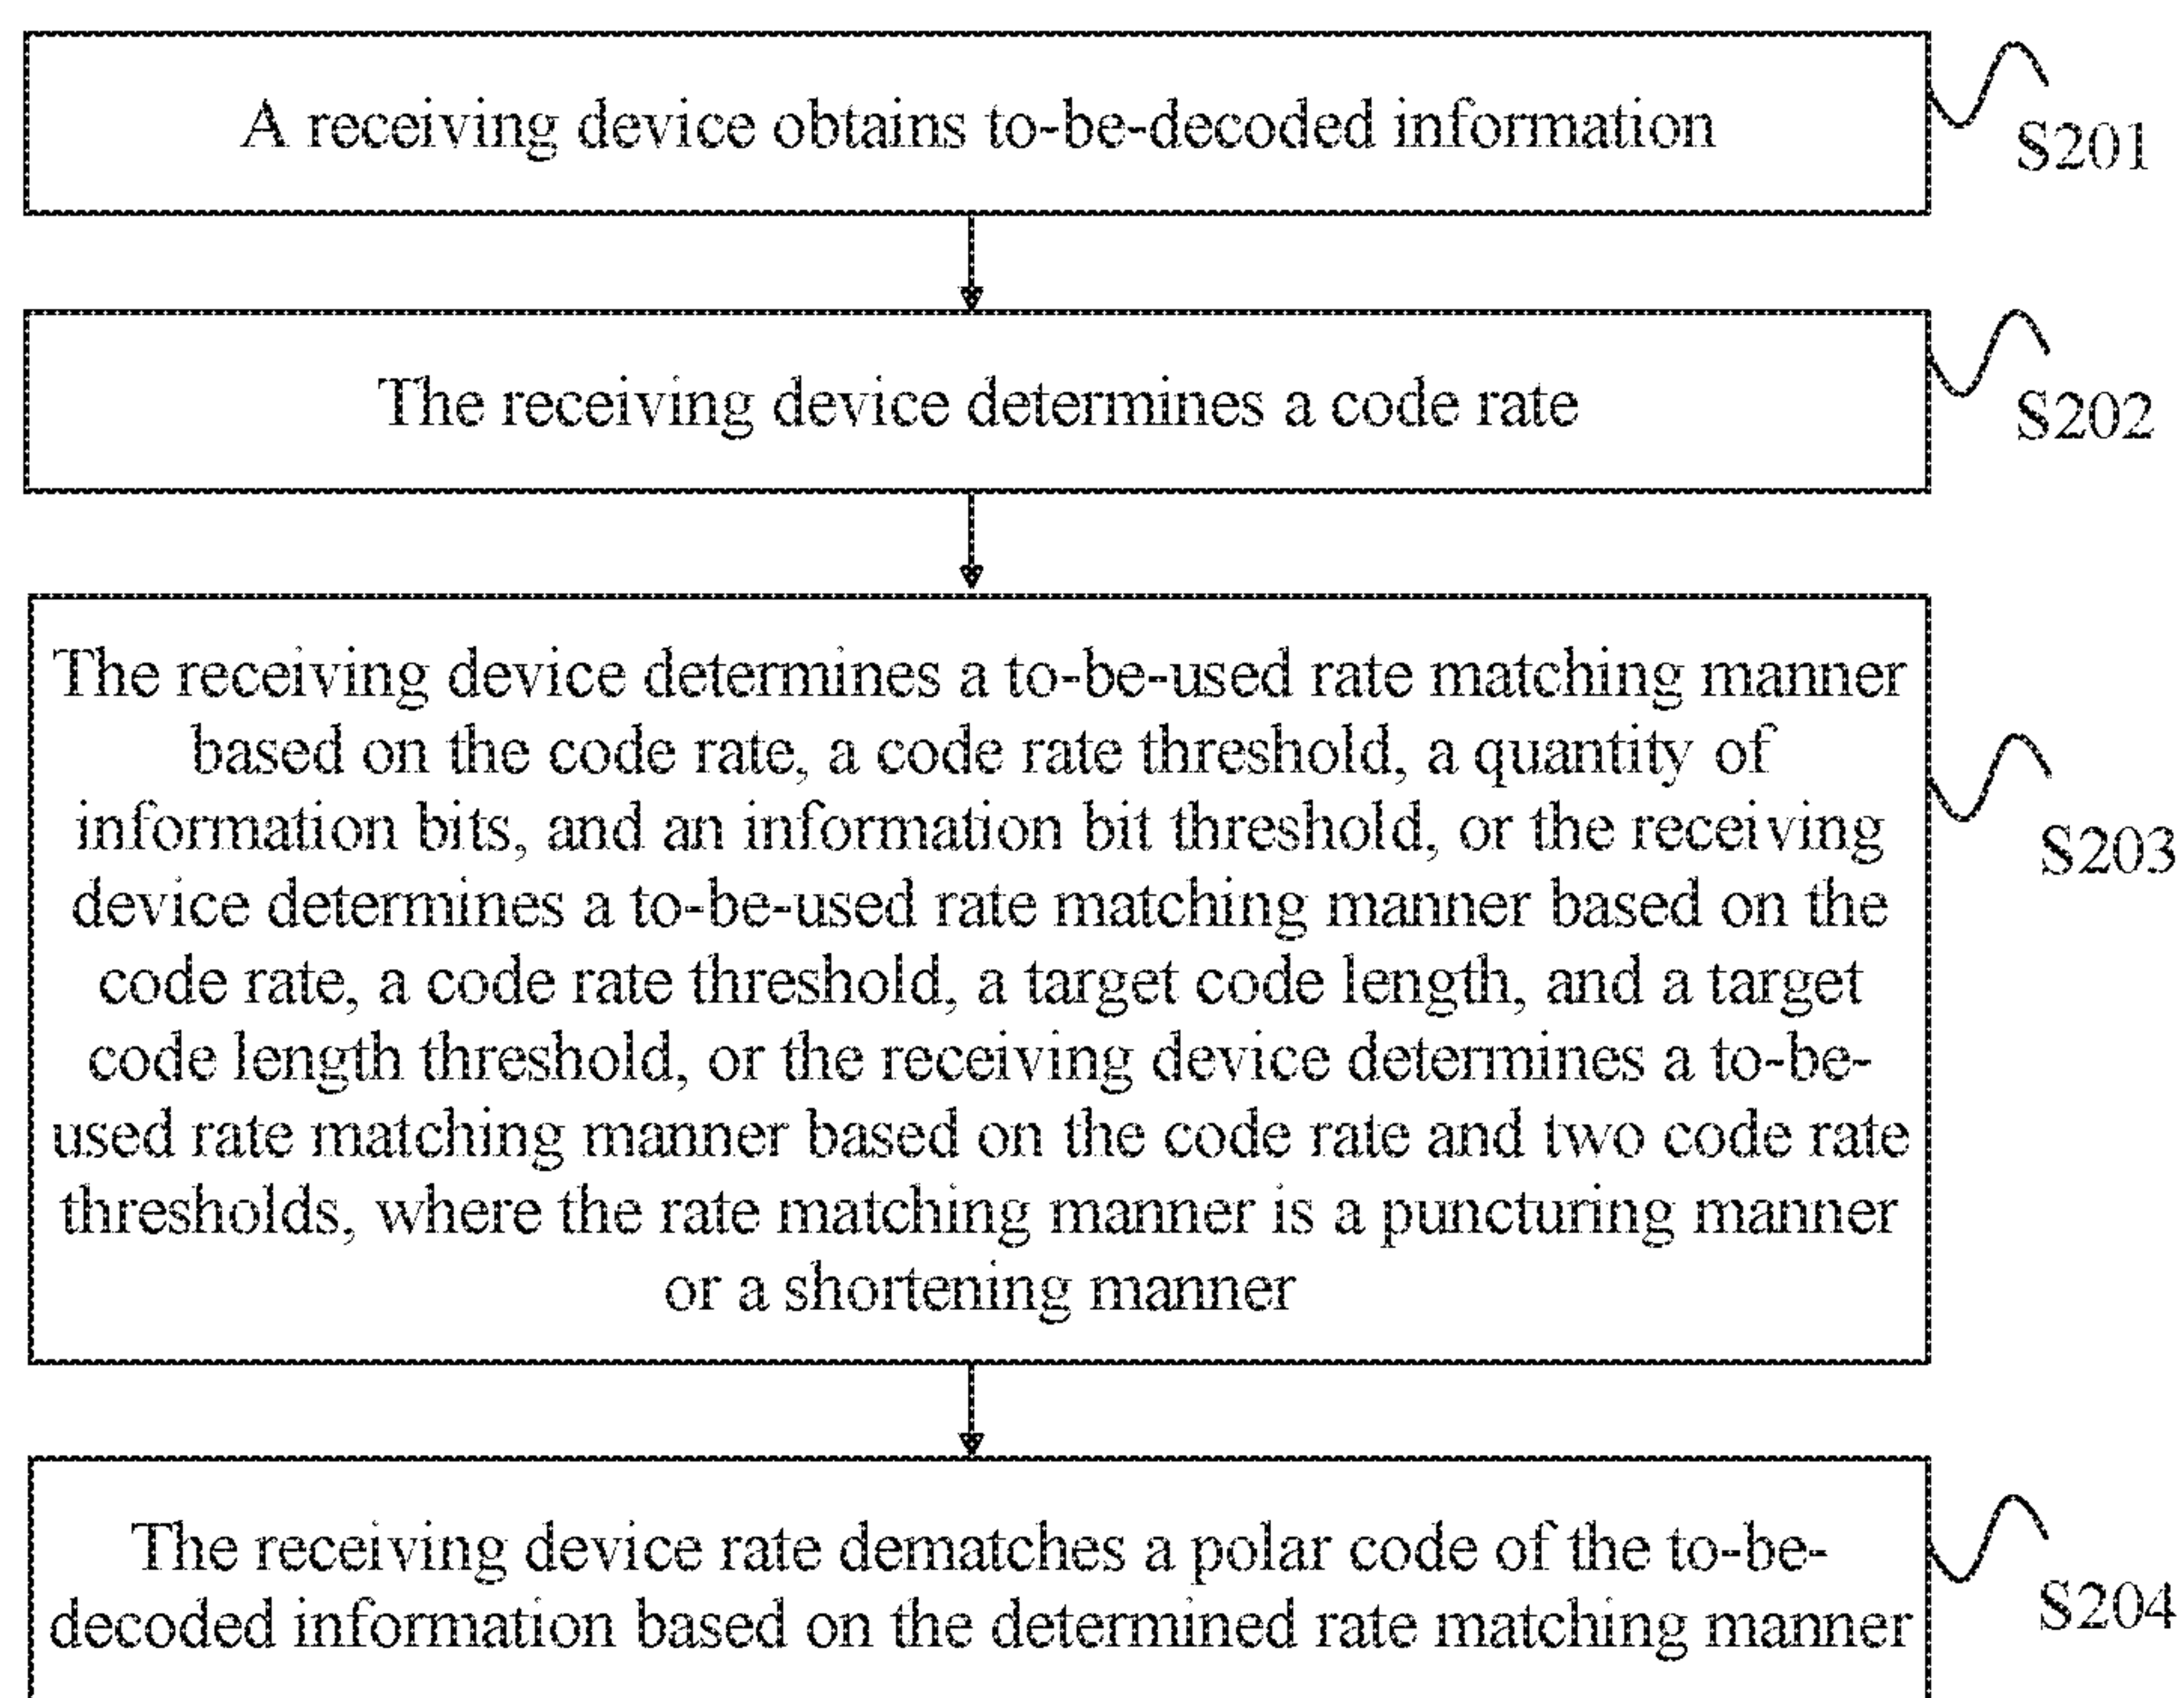 A receiving device obtains to-be-decoded information
S201
The receiving device determines a code rate
S202
The receiving device determines a to-be-used rate matching manner
based on the code rate, a code rate threshold, a quantity of
information bits, and an information bit threshold, or the receiving
device determines a to-be-used rate matching manner based on the
code rate, a code rate threshold, a target code length, and a target
code length threshold, or the receiving device determines a to-be-
used rate matching manner based on the code rate and two code rate
thresholds, where the rate matching manner is a puncturing manner
or a shortening manner
S203
The receiving device rate dematches a polar code of the to-be-
decoded information based on the determined rate matching manner
S204